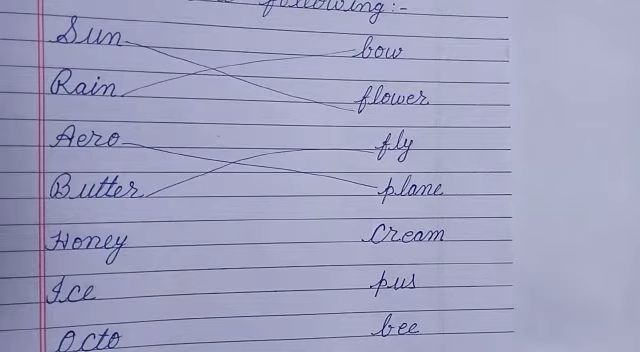 following:-
Sun bow
Rain flower
Aero fly
Butter plane
Honey Cream
Ice pus
Octo bee